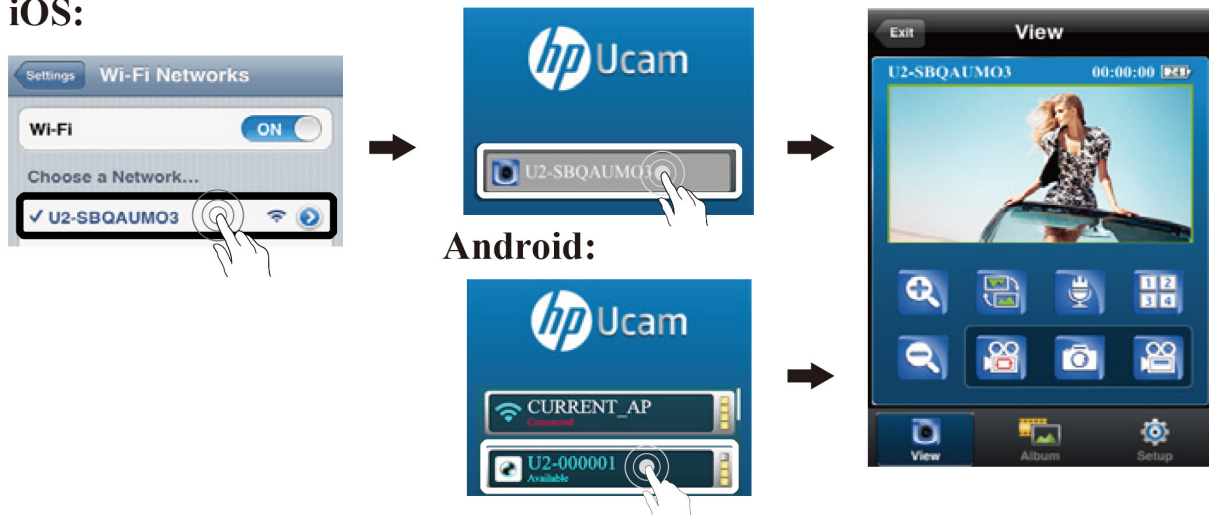 iOS:
Settings
Wi-Fi Networks
Wi-Fi
ON
Choose a Network...
✓ U2-SBQAUMO3
hp Ucam
U2-SBQAUMO3
Android:
hp Ucam
CURRENT_AP
Connected
U2-000001
Available
Exit
View
U2-SBQAUMO3
00:00:00
1 2
3 4
View
Album
Setup